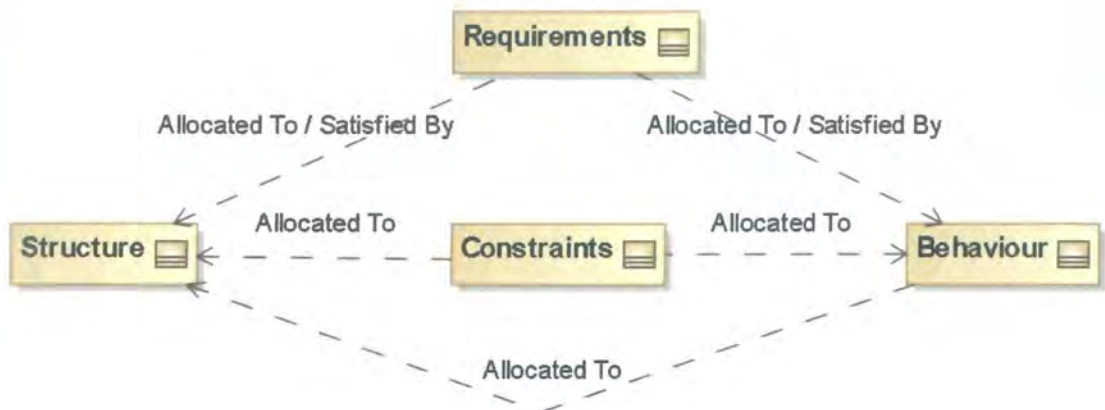 Requirements
Allocated To / Satisfied By
Allocated To / Satisfied By
Structure
Allocated To
Constraints
Allocated To
Behaviour
Allocated To